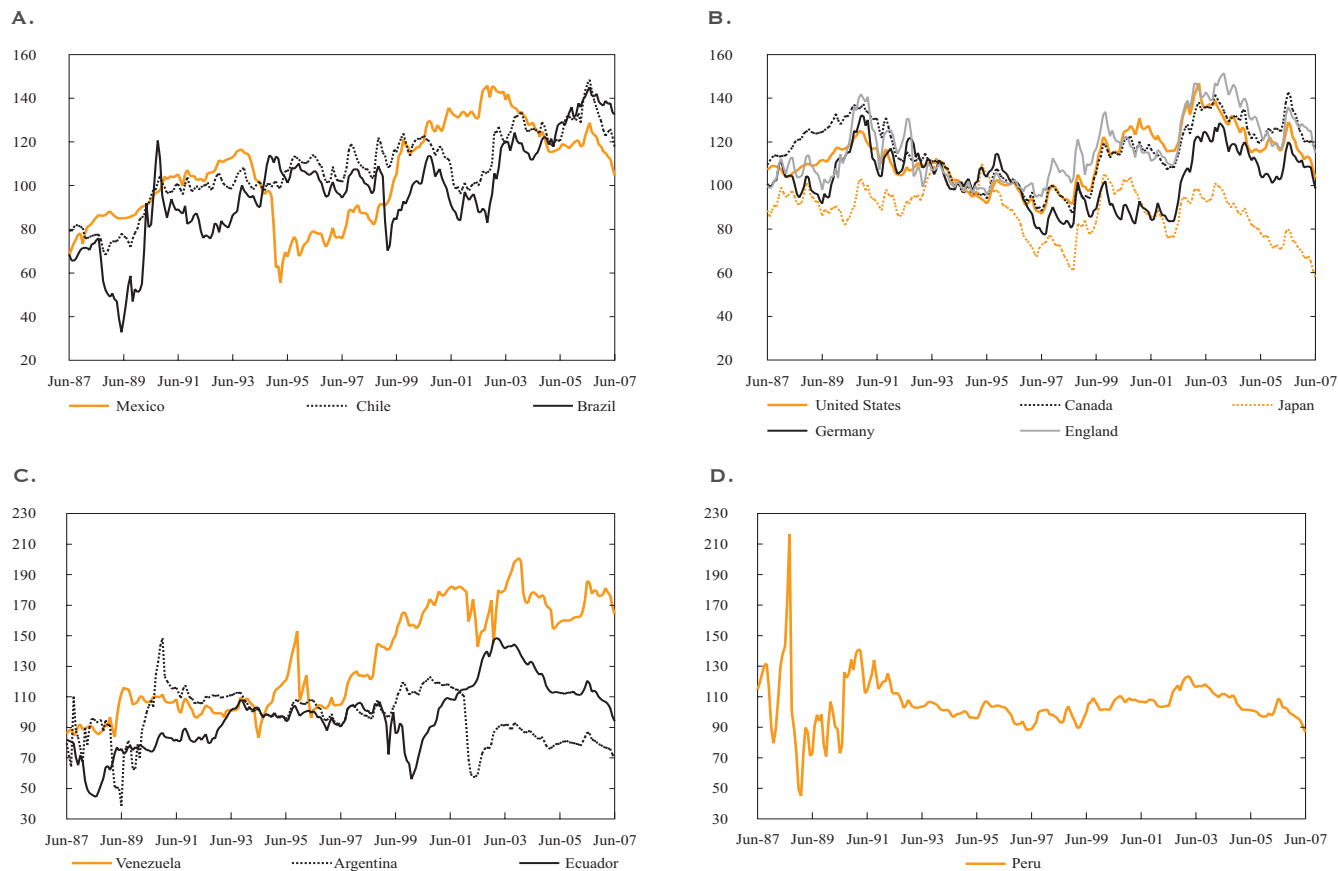 A.
160
140
120
100
80
60
40
20
Jun-87 Jun-89 Jun-91 Jun-93 Jun-95 Jun-97 Jun-99 Jun-01 Jun-03 Jun-05 Jun-07
Mexico Chile Brazil
B.
160
140
120
100
80
60
40
20
Jun-87 Jun-89 Jun-91 Jun-93 Jun-95 Jun-97 Jun-99 Jun-01 Jun-03 Jun-05 Jun-07
United States Canada Japan
Germany England
C.
230
210
190
170
150
130
110
90
70
50
30
Jun-87 Jun-89 Jun-91 Jun-93 Jun-95 Jun-97 Jun-99 Jun-01 Jun-03 Jun-05 Jun-07
Venezuela Argentina Ecuador
D.
230
210
190
170
150
130
110
90
70
50
30
Jun-87 Jun-89 Jun-91 Jun-93 Jun-95 Jun-97 Jun-99 Jun-01 Jun-03 Jun-05 Jun-07
Peru